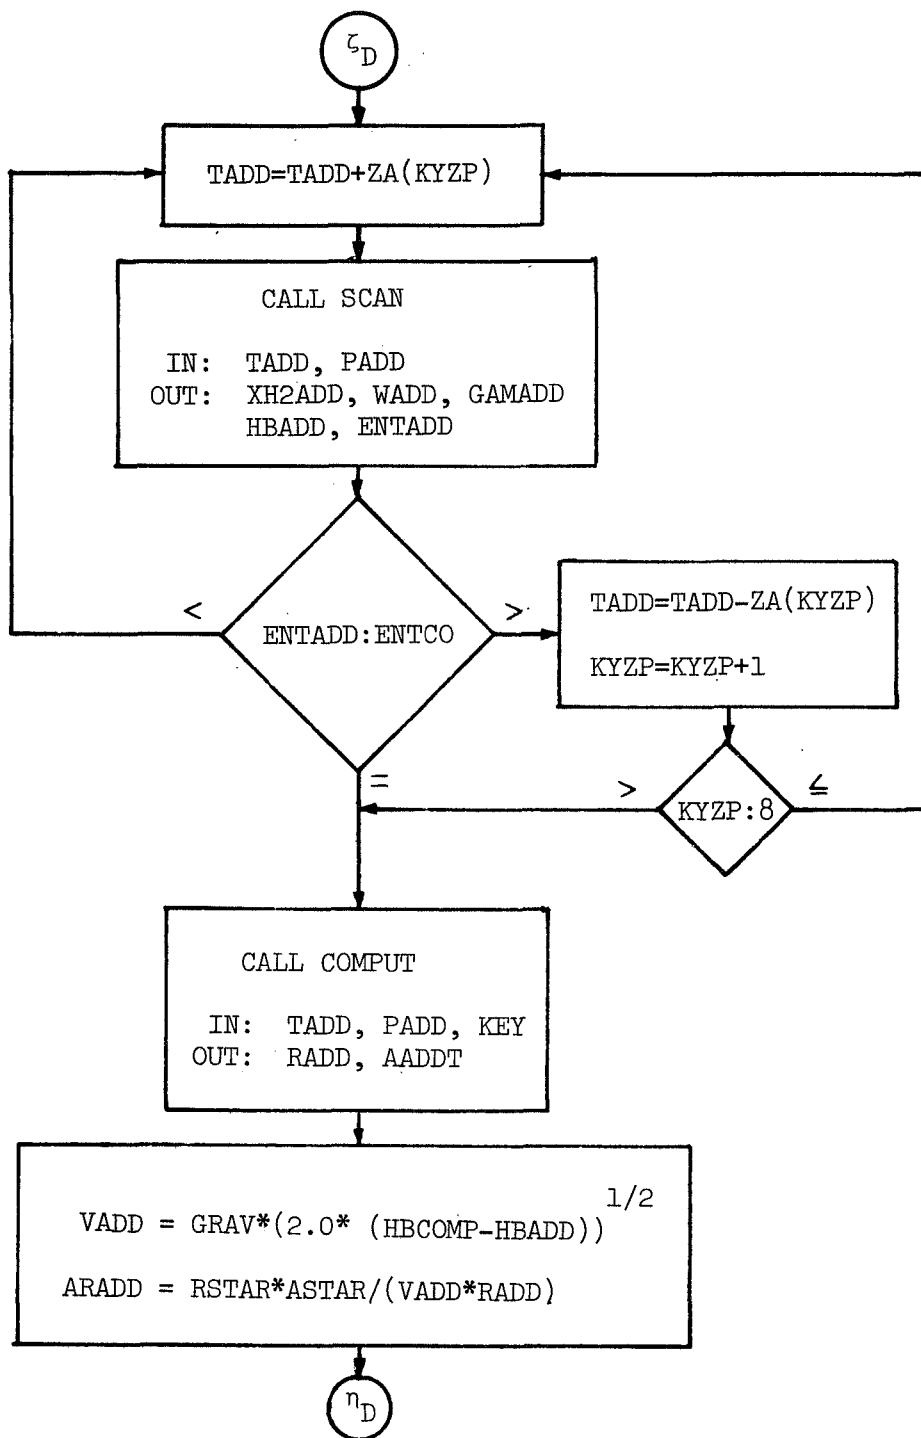 ζD
TADD=TADD+ZA(KYZP)
CALL SCAN
IN: TADD, PADD
OUT: XH2ADD, WADD, GAMADD
HBADD, ENTADD
<
ENTADD:ENTCO
>
TADD=TADD-ZA(KYZP)
KYZP=KYZP+1
=
>
KYZP:8
≦
CALL COMPUT
IN: TADD, PADD, KEY
OUT: RADD, AADDT
VADD = GRAV*(2.0* (HBCOMP-HBADD))1/2
ARADD = RSTAR*ASTAR/(VADD*RADD)
ηD